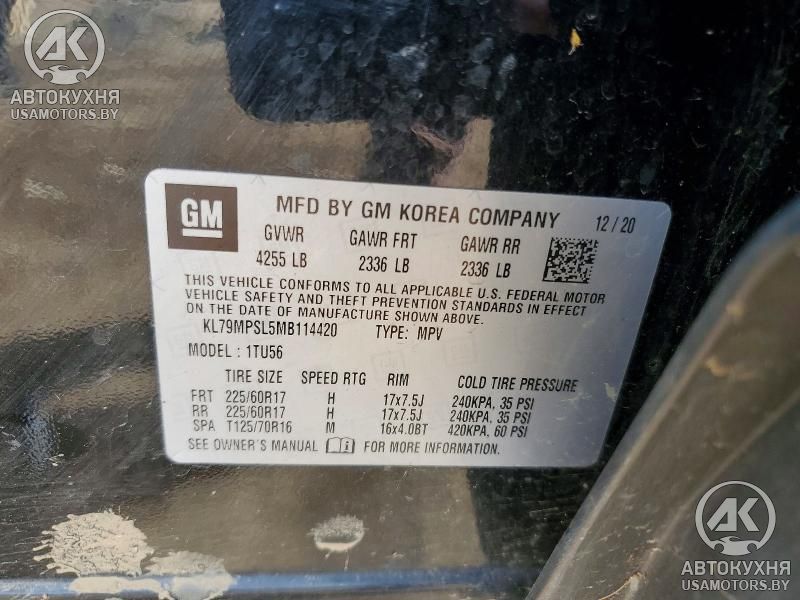 AK
АВТОКУХНЯ
USAMOTORS.BY
GM MFD BY GM KOREA COMPANY 12/20
GVWR GAWR FRT GAWR RR
4255 LB 2336 LB 2336 LB
THIS VEHICLE CONFORMS TO ALL APPLICABLE U.S. FEDERAL MOTOR
VEHICLE SAFETY AND THEFT PREVENTION STANDARDS IN EFFECT
ON THE DATE OF MANUFACTURE SHOWN ABOVE.
KL79MPSL5MB114420 TYPE: MPV
MODEL : 1TU56
TIRE SIZE SPEED RTG RIM COLD TIRE PRESSURE
FRT 225/60R17 H 17x7.5J 240KPA, 35 PSI
RR 225/60R17 H 17x7.5J 240KPA, 35 PSI
SPA T125/70R16 M 16x4.0BT 420KPA, 60 PSI
SEE OWNER'S MANUAL FOR MORE INFORMATION.
AK
АВТОКУХНЯ
USAMOTORS.BY